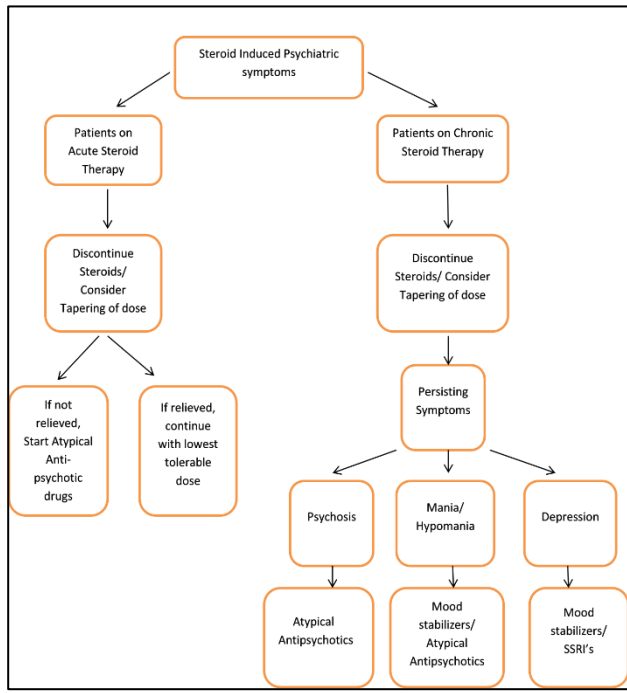 Steroid Induced Psychiatric
symptoms
Patients on
Acute Steroid
Therapy
Patients on Chronic
Steroid Therapy
Discontinue
Steroids/
Consider
Tapering of dose
Discontinue
Steroids/ Consider
Tapering of dose
If not
relieved,
Start Atypical
Anti-
psychotic
drugs
If relieved,
continue
with lowest
tolerable
dose
Persisting
Symptoms
Psychosis
Mania/
Hypomania
Depression
Atypical
Antipsychotics
Mood
stabilizers/
Atypical
Antipsychotics
Mood
stabilizers/
SSRI's